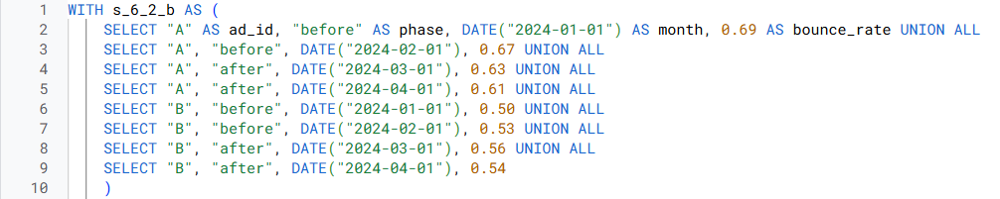 1 WITH s_6_2_b AS (
2 SELECT "A" AS ad_id, "before" AS phase, DATE("2024-01-01") AS month, 0.69 AS bounce_rate UNION ALL
3 SELECT "A", "before", DATE("2024-02-01"), 0.67 UNION ALL
4 SELECT "A", "after", DATE("2024-03-01"), 0.63 UNION ALL
5 SELECT "A", "after", DATE("2024-04-01"), 0.61 UNION ALL
6 SELECT "B", "before", DATE("2024-01-01"), 0.50 UNION ALL
7 SELECT "B", "before", DATE("2024-02-01"), 0.53 UNION ALL
8 SELECT "B", "after", DATE("2024-03-01"), 0.56 UNION ALL
9 SELECT "B", "after", DATE("2024-04-01"), 0.54
10 )